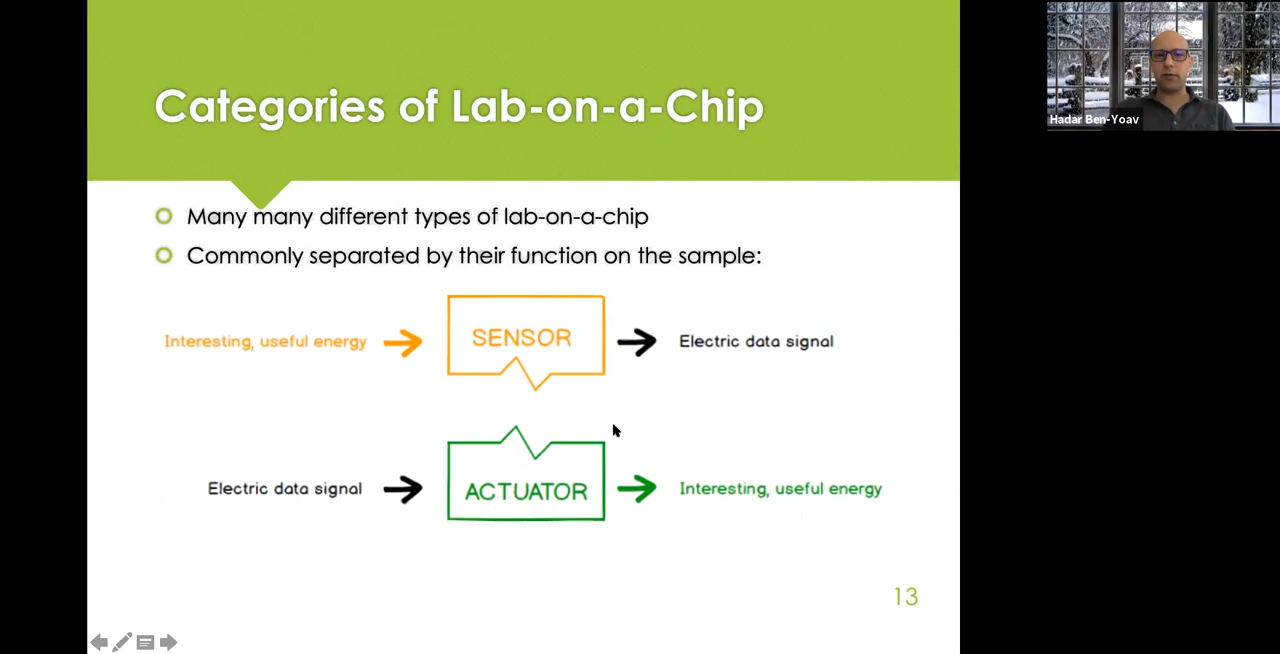 Categories of Lab-on-a-Chip
Hadar Ben-Yoav
Many many different types of lab-on-a-chip
Commonly separated by their function on the sample:
Interesting, useful energy
SENSOR
Electric data signal
Electric data signal
ACTUATOR
Interesting, useful energy
13